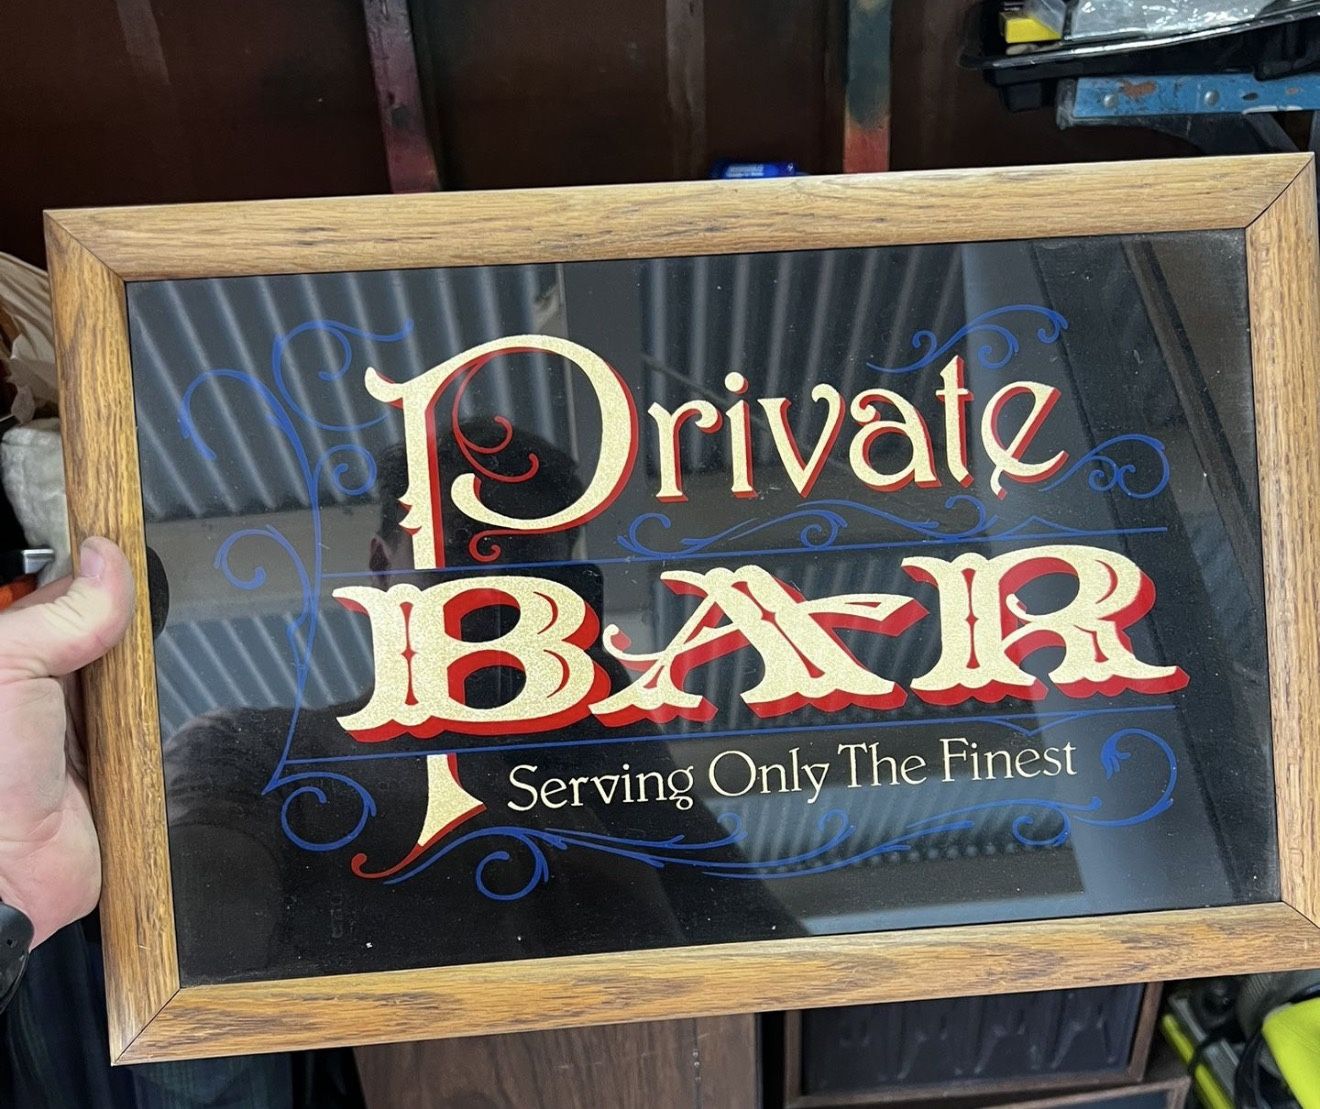 Private
BAR
Serving Only The Finest